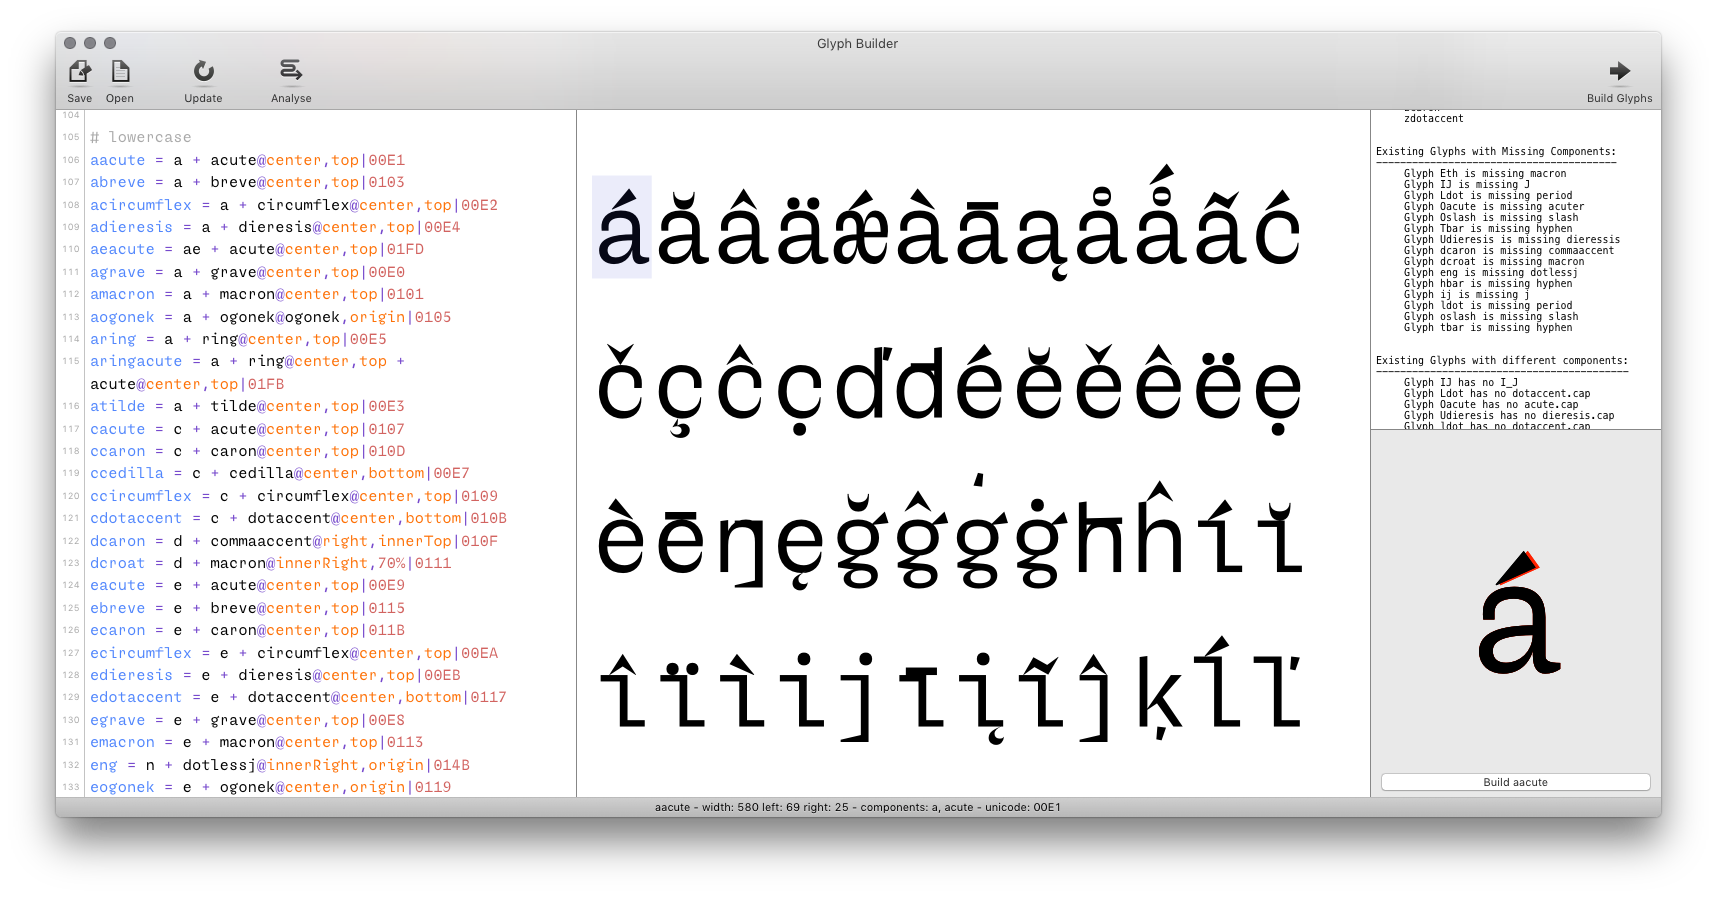 Glyph Builder
Save Open Update Analyse Build Glyphs
104
105 # lowercase
106 aacute = a + acute@center,top|00E1
107 abreve = a + breve@center,top|0103
108 acircumflex = a + circumflex@center,top|00E2
109 adieresis = a + dieresis@center,top|00E4
110 aeacute = ae + acute@center,top|01FD
111 agrave = a + grave@center,top|00E0
112 amacron = a + macron@center,top|0101
113 aogonek = a + ogonek@ogonek,origin|0105
114 aring = a + ring@center,top|00E5
115 aringacute = a + ring@center,top +
acute@center,top|01FB
116 atilde = a + tilde@center,top|00E3
117 cacute = c + acute@center,top|0107
118 ccaron = c + caron@center,top|010D
119 ccedilla = c + cedilla@center,bottom|00E7
120 ccircumflex = c + circumflex@center,top|0109
121 cdotaccent = c + dotaccent@center,bottom|010B
122 dcaron = d + commaaccent@right,innerTop|010F
123 dcroat = d + macron@innerRight,70%|0111
124 eacute = e + acute@center,top|00E9
125 ebreve = e + breve@center,top|0115
126 ecaron = e + caron@center,top|011B
127 ecircumflex = e + circumflex@center,top|00EA
128 edieresis = e + dieresis@center,top|00EB
129 edotaccent = e + dotaccent@center,bottom|0117
130 egrave = e + grave@center,top|00E8
131 emacron = e + macron@center,top|0113
132 eng = n + dotlessj@innerRight,origin|014B
133 eogonek = e + ogonek@center,origin|0119
áăâäǽàāąåǻãć
čçĉc̣ďđéĕěêëẹ
èēŋęğĝģġħĥíĭ
îïìijīįĩĵķĺľ
zdotaccent
Existing Glyphs with Missing Components:
Glyph Eth is missing macron
Glyph IJ is missing J
Glyph Ldot is missing period
Glyph Oacute is missing acuter
Glyph Oslash is missing slash
Glyph Tbar is missing hyphen
Glyph Udieresis is missing dieressis
Glyph dcaron is missing commaaccent
Glyph dcroat is missing macron
Glyph eng is missing dotlessj
Glyph hbar is missing hyphen
Glyph ij is missing j
Glyph ldot is missing period
Glyph oslash is missing slash
Glyph tbar is missing hyphen
Existing Glyphs with different components:
Glyph IJ has no I_J
Glyph Ldot has no dotaccent.cap
Glyph Oacute has no acute.cap
Glyph Udieresis has no dieresis.cap
Glyph ldot has no dotaccent.cap
á
Build aacute
aacute - width: 580 left: 69 right: 25 - components: a, acute - unicode: 00E1